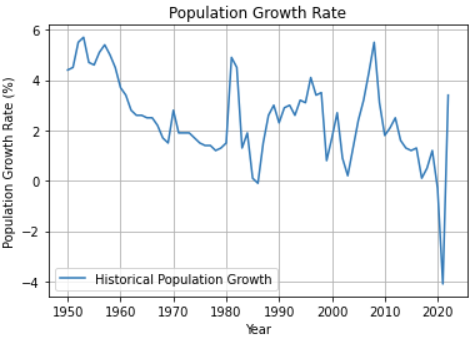 Population Growth Rate
Population Growth Rate (%)
6
4
2
0
−2
−4
Historical Population Growth
1950 1960 1970 1980 1990 2000 2010 2020
Year